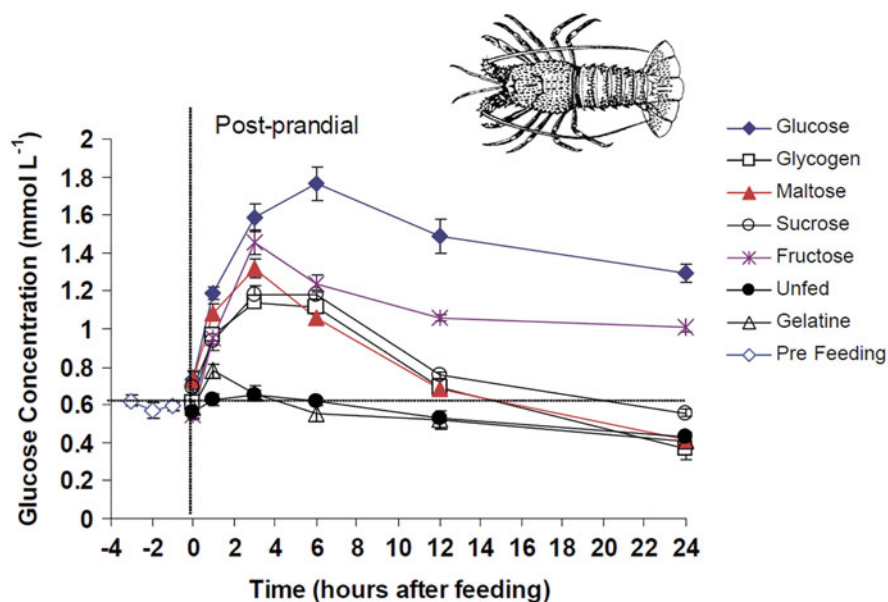 Post-prandial
Glucose Concentration (mmol L⁻¹)
2
1.8
1.6
1.4
1.2
1
0.8
0.6
0.4
0.2
0
-4 -2 0 2 4 6 8 10 12 14 16 18 20 22 24
Time (hours after feeding)
Glucose
Glycogen
Maltose
Sucrose
Fructose
Unfed
Gelatine
Pre Feeding